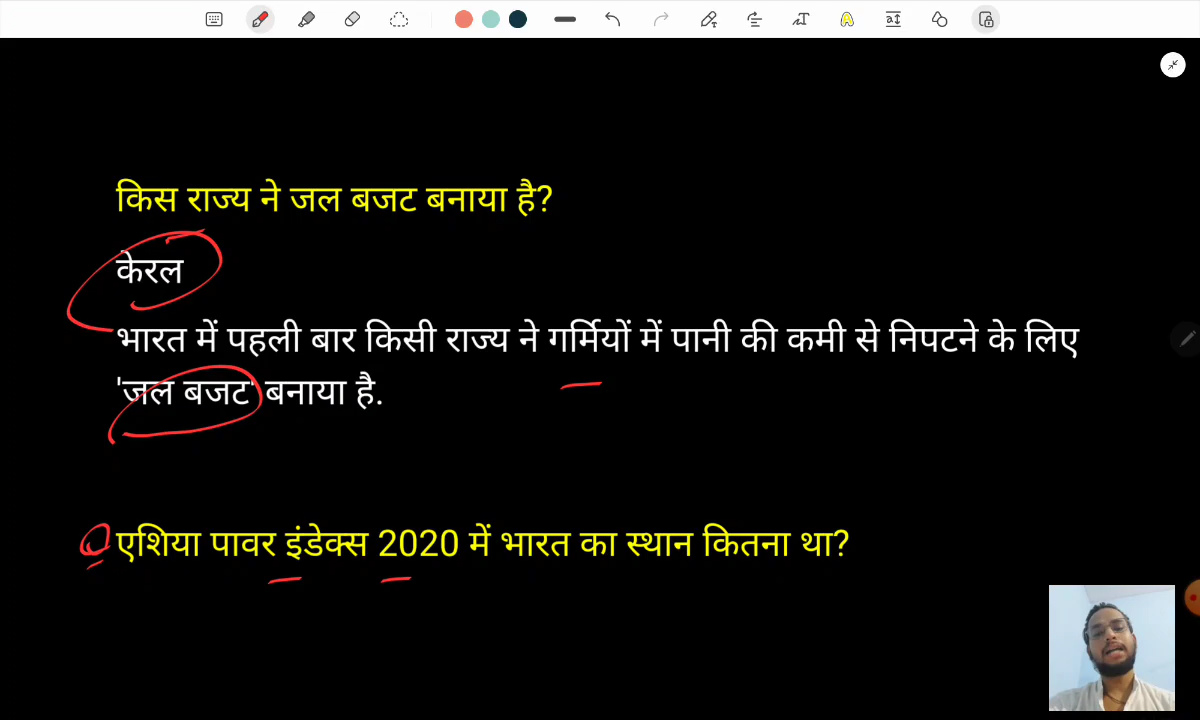 किस राज्य ने जल बजट बनाया है?
केरल
भारत में पहली बार किसी राज्य ने गर्मियों में पानी की कमी से निपटने के लिए
'जल बजट' बनाया है.
Q एशिया पावर इंडेक्स 2020 में भारत का स्थान कितना था?